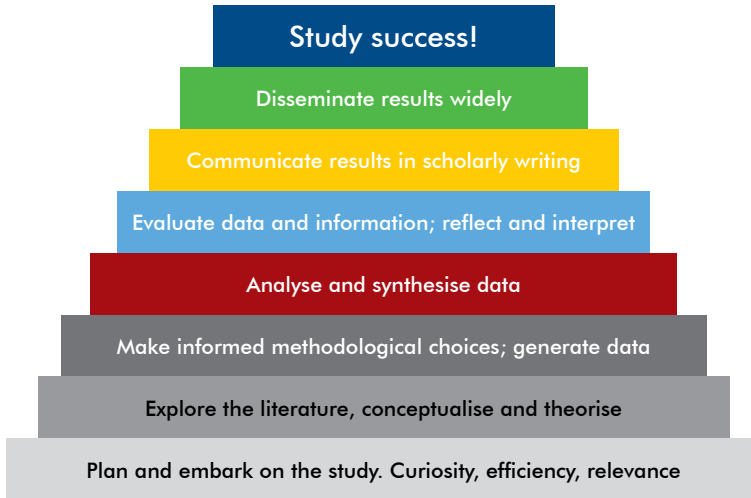 Study success!
Disseminate results widely
Communicate results in scholarly writing
Evaluate data and information; reflect and interpret
Analyse and synthesise data
Make informed methodological choices; generate data
Explore the literature, conceptualise and theorise
Plan and embark on the study. Curiosity, efficiency, relevance